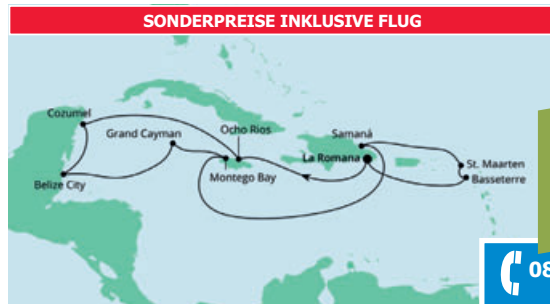 SONDERPREISE INKLUSIVE FLUG
Cozumel
Grand Cayman
Ocho Rios
Samaná
La Romana
St. Maarten
Belize City
Montego Bay
Basseterre
08